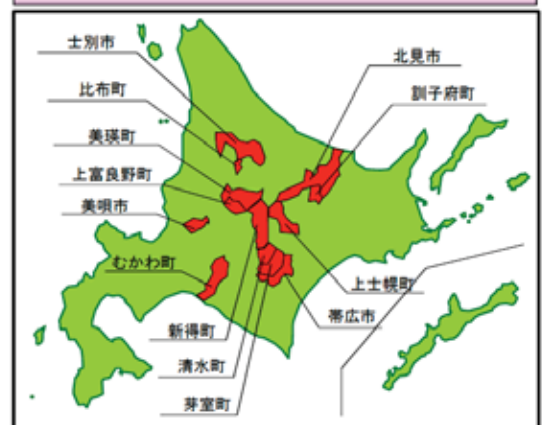 士別市
比布町
美瑛町
上富良野町
美唄市
むかわ町
新得町
清水町
芽室町
北見市
訓子府町
上士幌町
帯広市